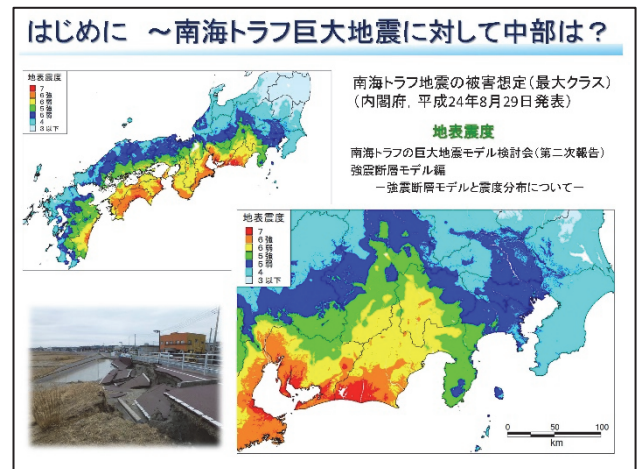 はじめに ～南海トラフ巨大地震に対して中部は？
地表震度
7
6強
6弱
5強
5弱
4
3以下
南海トラフ地震の被害想定(最大クラス)
(内閣府，平成24年8月29日発表)
地表震度
南海トラフの巨大地震モデル検討会(第二次報告)
強震断層モデル編
－強震断層モデルと震度分布について－
地表震度
7
6強
6弱
5強
5弱
4
3以下
0 50 100
km